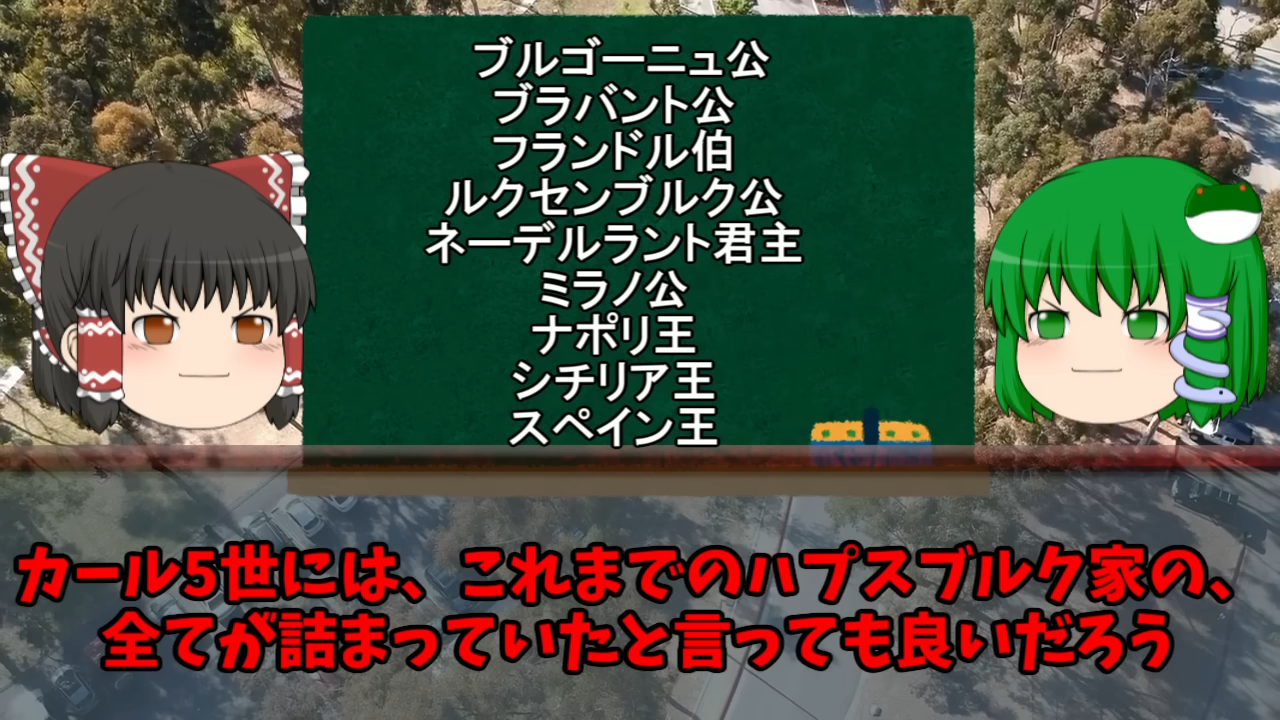 ブルゴーニュ公
ブラバント公
フランドル伯
ルクセンブルク公
ネーデルラント君主
ミラノ公
ナポリ王
シチリア王
スペイン王
カール5世には、これまでのハプスブルク家の、
全てが詰まっていたと言っても良いだろう